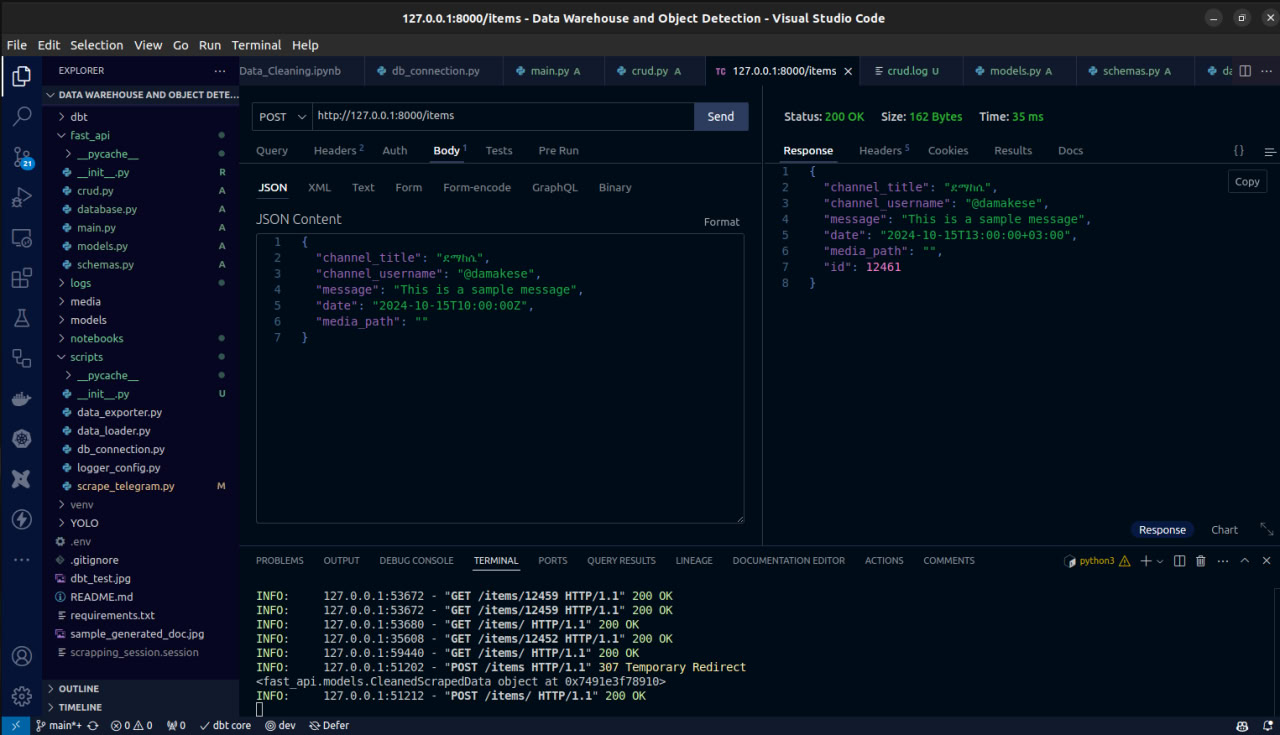 127.0.0.1:8000/items - Data Warehouse and Object Detection - Visual Studio Code
File Edit Selection View Go Run Terminal Help
EXPLORER
Data_Cleaning.ipynb db_connection.py main.py A crud.py A TC 127.0.0.1:8000/items crud.log U models.py A schemas.py A da
DATA WAREHOUSE AND OBJECT DETE...
dbt
fast_api
__pycache__
__init__.py R
crud.py A
database.py A
main.py A
models.py A
schemas.py A
logs
media
models
notebooks
scripts
__pycache__
__init__.py U
data_exporter.py
data_loader.py
db_connection.py
logger_config.py
scrape_telegram.py M
venv
YOLO
.env
.gitignore
dbt_test.jpg
README.md
requirements.txt
sample_generated_doc.jpg
scrapping_session.session
OUTLINE
TIMELINE
21
POST http://127.0.0.1:8000/items Send
Query Headers 2 Auth Body 1 Tests Pre Run
JSON XML Text Form Form-encode GraphQL Binary
JSON Content Format
1 {
2 "channel_title": "ደማከሴ",
3 "channel_username": "@damakese",
4 "message": "This is a sample message",
5 "date": "2024-10-15T10:00:00Z",
6 "media_path": ""
7 }
Status: 200 OK Size: 162 Bytes Time: 35 ms
Response Headers 5 Cookies Results Docs {}
Copy
1 {
2 "channel_title": "ደማከሴ",
3 "channel_username": "@damakese",
4 "message": "This is a sample message",
5 "date": "2024-10-15T13:00:00+03:00",
6 "media_path": "",
7 "id": 12461
8 }
Response Chart
PROBLEMS OUTPUT DEBUG CONSOLE TERMINAL PORTS QUERY RESULTS LINEAGE DOCUMENTATION EDITOR ACTIONS COMMENTS python3
INFO: 127.0.0.1:53672 - "GET /items/12459 HTTP/1.1" 200 OK
INFO: 127.0.0.1:53672 - "GET /items/12459 HTTP/1.1" 200 OK
INFO: 127.0.0.1:53680 - "GET /items/ HTTP/1.1" 200 OK
INFO: 127.0.0.1:35608 - "GET /items/12452 HTTP/1.1" 200 OK
INFO: 127.0.0.1:59440 - "GET /items/ HTTP/1.1" 200 OK
INFO: 127.0.0.1:51202 - "POST /items HTTP/1.1" 307 Temporary Redirect
<fast_api.models.CleanedScrapedData object at 0x7491e3f78910>
INFO: 127.0.0.1:51212 - "POST /items/ HTTP/1.1" 200 OK
main*+ 0 0 0 dbt core dev Defer